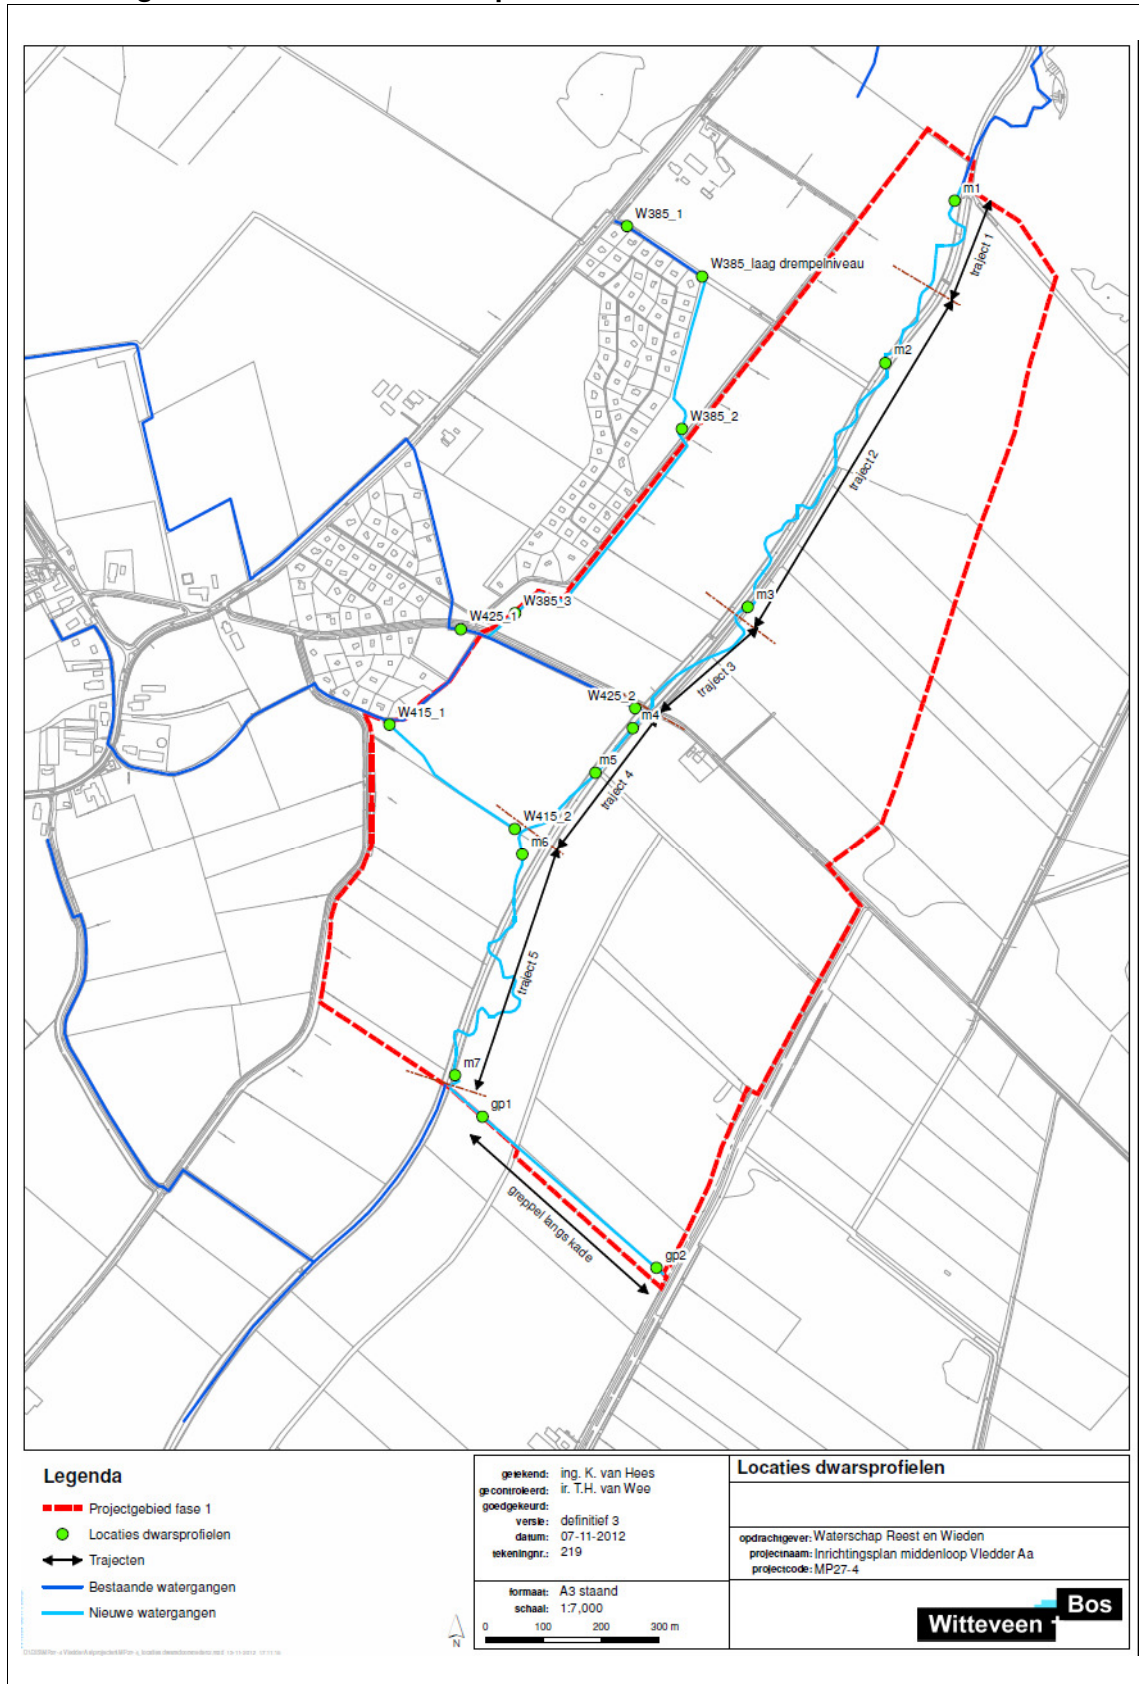 m1
W385_1
traject 1
W385_laag drempelniveau
m2
W385_2
traject 2
m3
W385_3
W425_1
traject 3
W425_2
W415_1
m4
m5
traject 4
W415_2
m6
traject 5
m7
gp1
greppel langs kade
gp2
Legenda
Projectgebied fase 1
Locaties dwarsprofielen
Trajecten
Bestaande watergangen
Nieuwe watergangen
N
getekend: ing. K. van Hees
gecontroleerd: ir. T.H. van Wee
goedgekeurd:
versie: definitief 3
datum: 07-11-2012
tekeningnr.: 219
formaat: A3 staand
schaal: 1:7,000
0 100 200 300 m
Locaties dwarsprofielen
opdrachtgever: Waterschap Reest en Wieden
projectnaam: Inrichtingsplan middenloop Vledder Aa
projectcode: MP27-4
Witteveen + Bos